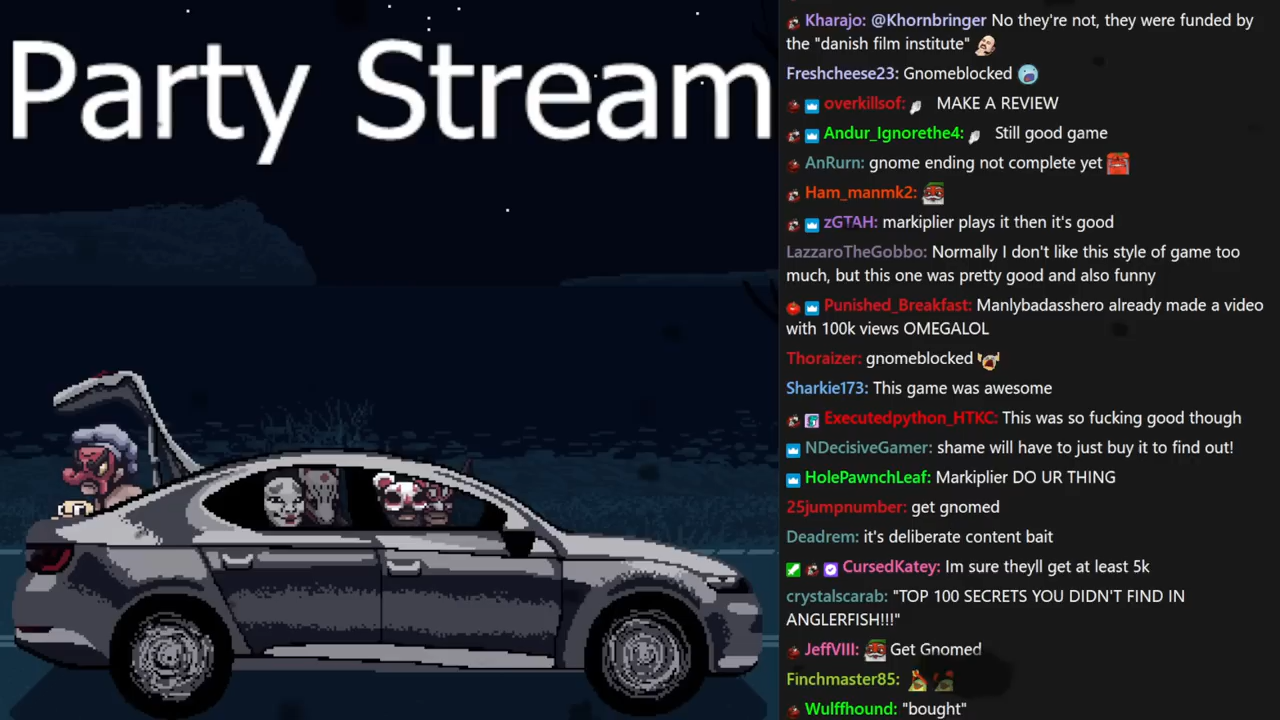 Party Stream
Kharajo: @Khornbringer No they're not, they were funded by
the "danish film institute"
Freshcheese23: Gnomeblocked
overkillsof: MAKE A REVIEW
Andur_Ignorethe4: Still good game
AnRurn: gnome ending not complete yet
Ham_manmk2:
zGTAH: markiplier plays it then it's good
LazzaroTheGobbo: Normally I don't like this style of game too
much, but this one was pretty good and also funny
Punished_Breakfast: Manlybadasshero already made a video
with 100k views OMEGALOL
Thoraizer: gnomeblocked
Sharkie173: This game was awesome
Executedpython_HTKC: This was so fucking good though
NDecisiveGamer: shame will have to just buy it to find out!
HolePawnchLeaf: Markiplier DO UR THING
25jumpnumber: get gnomed
Deadrem: it's deliberate content bait
CursedKatey: Im sure theyll get at least 5k
crystalscarab: "TOP 100 SECRETS YOU DIDN'T FIND IN
ANGLERFISH!!!"
JeffVIII: Get Gnomed
Finchmaster85:
Wulffhound: "bought"